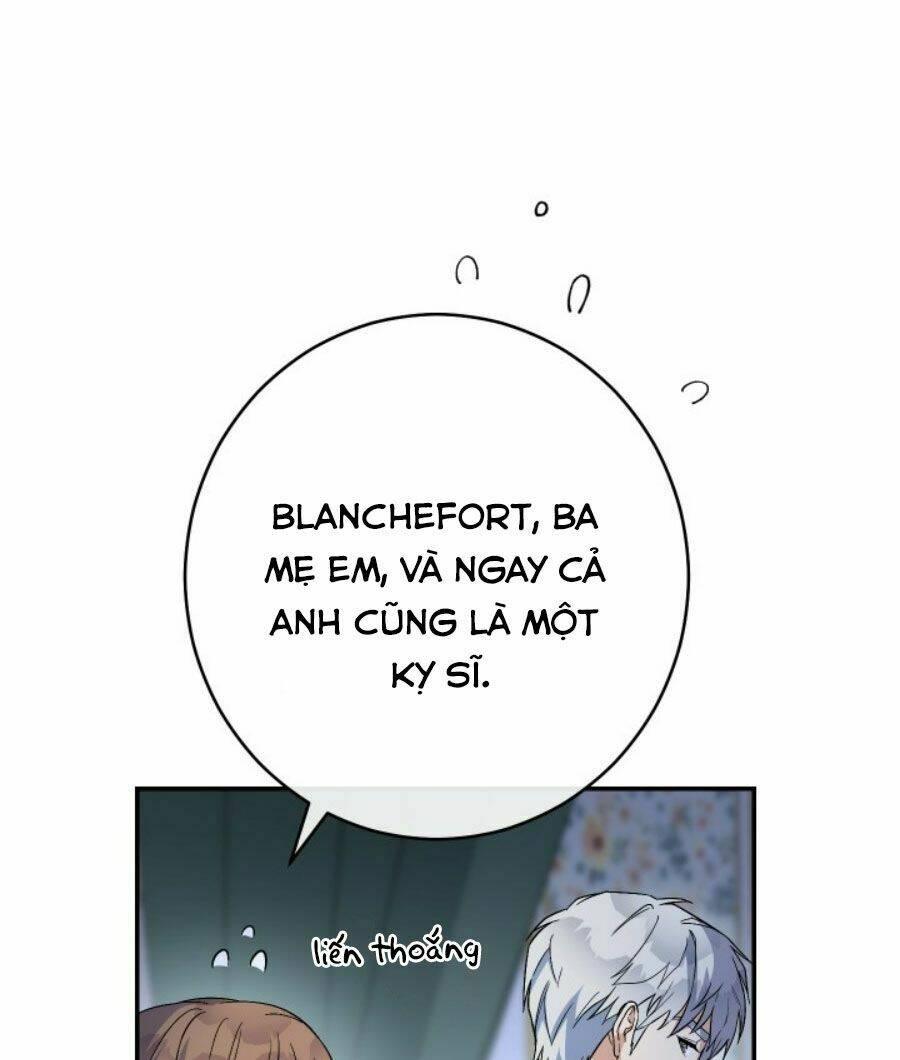 BLANCHEFORT, BA
MẸ EM, VÀ NGAY CẢ
ANH CŨNG LÀ MỘT
KỴ SĨ.
liến thoắng